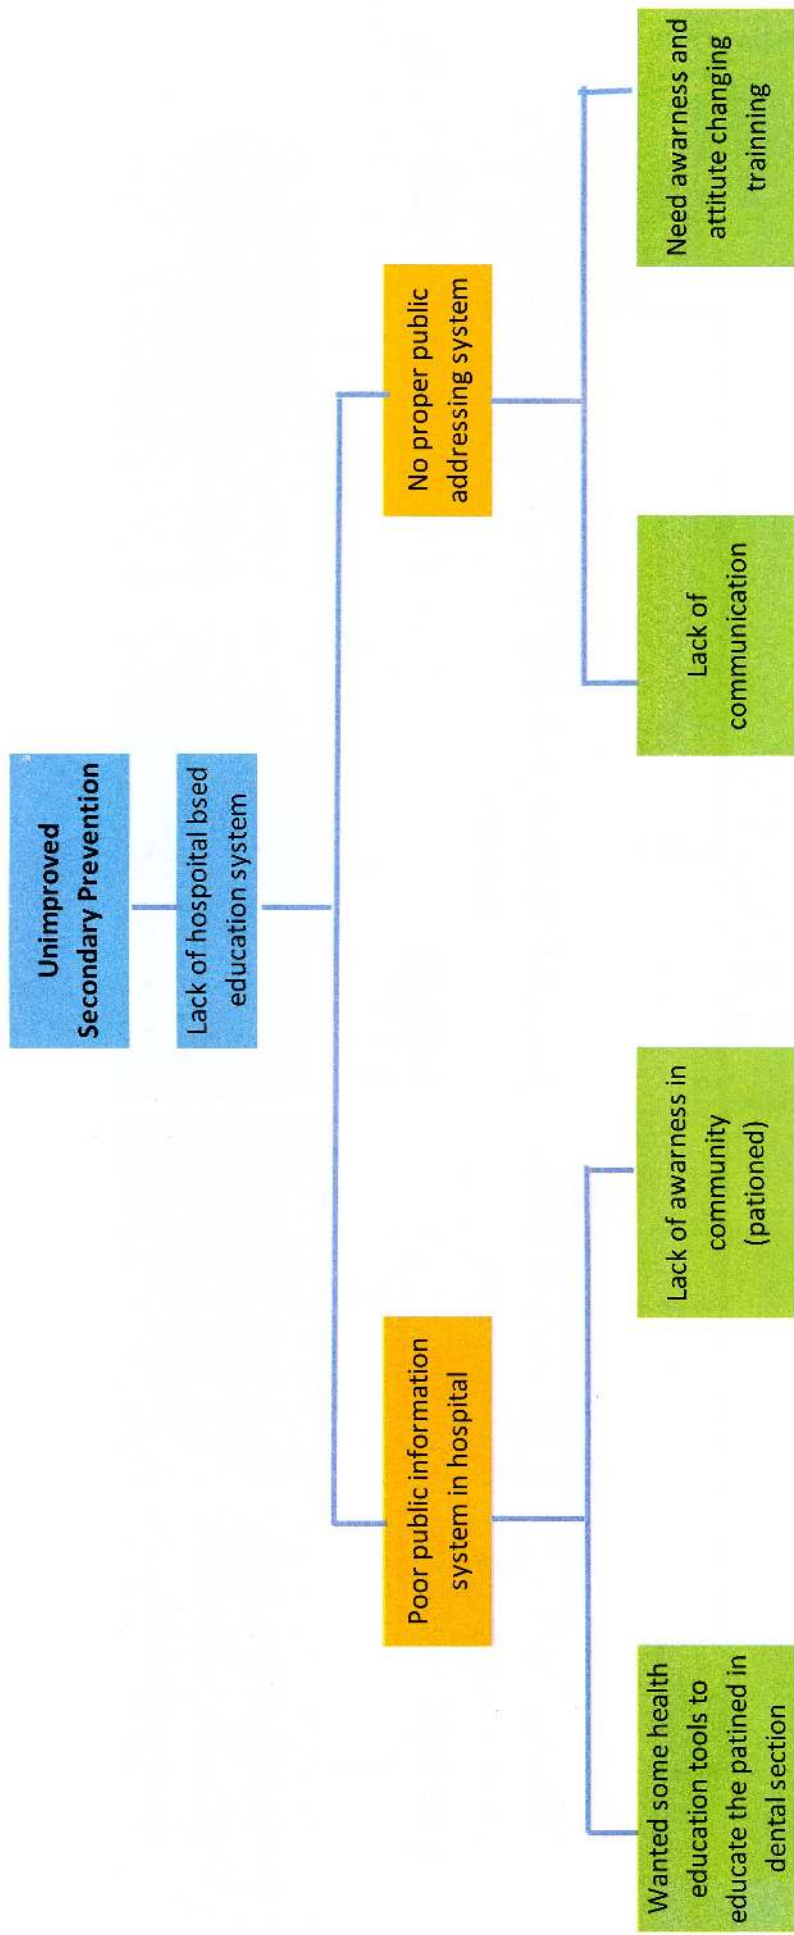 Unimproved
Secondary Prevention
Lack of hospoital bsed
education system
Poor public information
system in hospital
No proper public
addressing system
Wanted some health
education tools to
educate the patined in
dental section
Lack of awarness in
community
(pationed)
Lack of
communication
Need awarness and
attitute changing
trainning